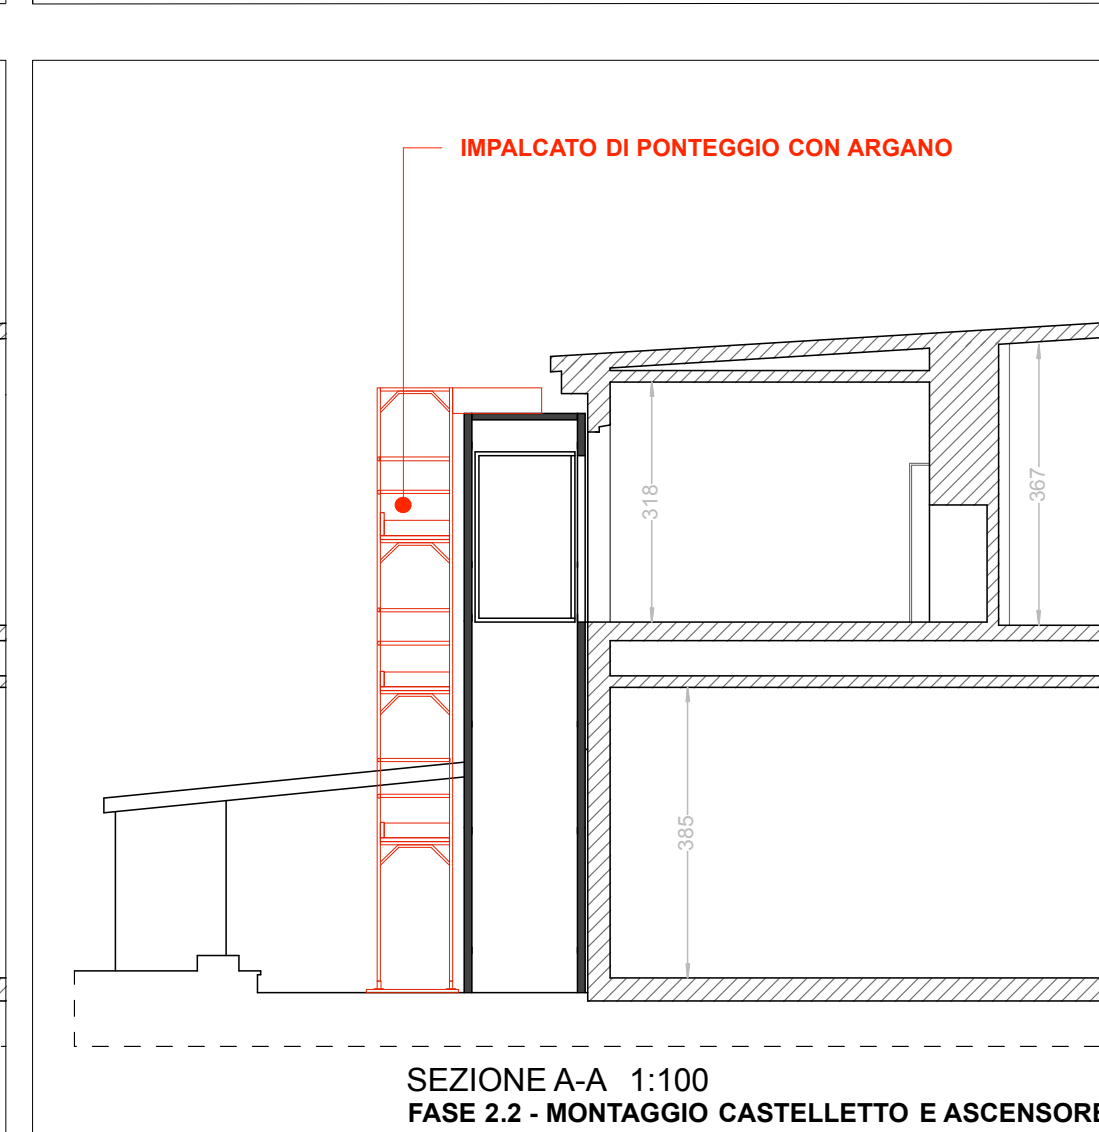 IMPALCATO DI PONTEGGIO CON ARGANO
318
367
385
SEZIONE A-A 1:100
FASE 2.2 - MONTAGGIO CASTELLETTO E ASCENSORE